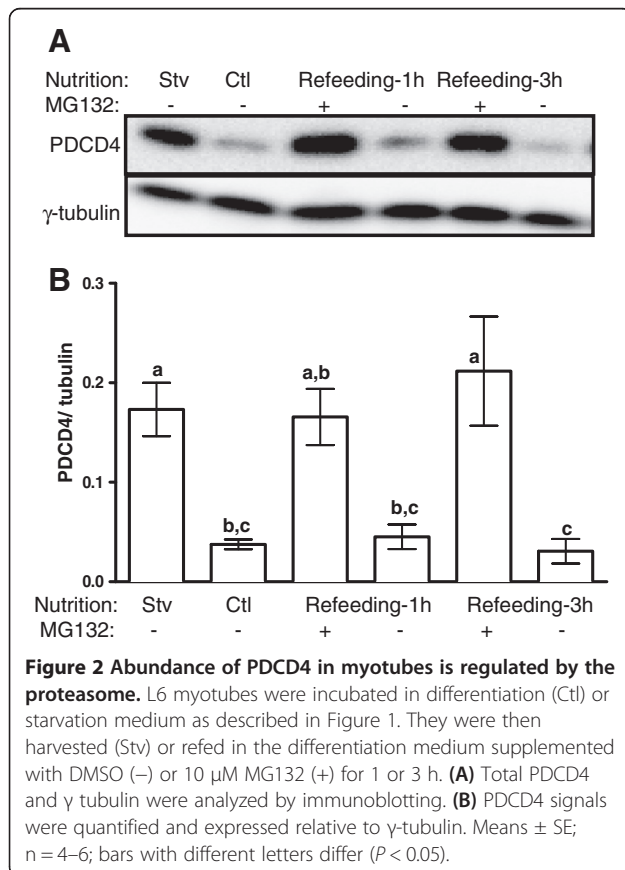 A
Nutrition: Stv Ctl Refeeding-1h Refeeding-3h
MG132: - - + - + -
PDCD4
γ-tubulin
B
PDCD4/ tubulin
0.3
0.2
0.1
0.0
a b,c a,b b,c a c
Nutrition: Stv Ctl Refeeding-1h Refeeding-3h
MG132: - - + - + -
Figure 2 Abundance of PDCD4 in myotubes is regulated by the
proteasome. L6 myotubes were incubated in differentiation (Ctl) or
starvation medium as described in Figure 1. They were then
harvested (Stv) or refed in the differentiation medium supplemented
with DMSO (−) or 10 μM MG132 (+) for 1 or 3 h. (A) Total PDCD4
and γ tubulin were analyzed by immunoblotting. (B) PDCD4 signals
were quantified and expressed relative to γ-tubulin. Means ± SE;
n = 4–6; bars with different letters differ (P < 0.05).